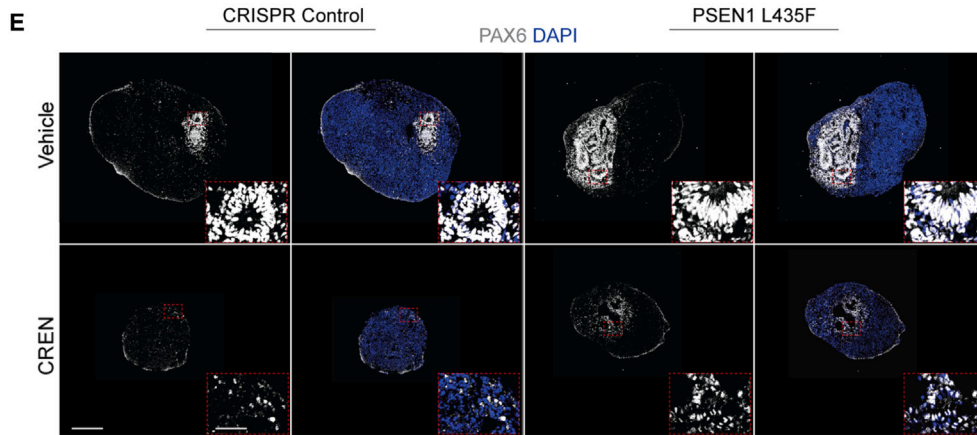 E
CRISPR Control
PSEN1 L435F
PAX6 DAPI
Vehicle
CREN